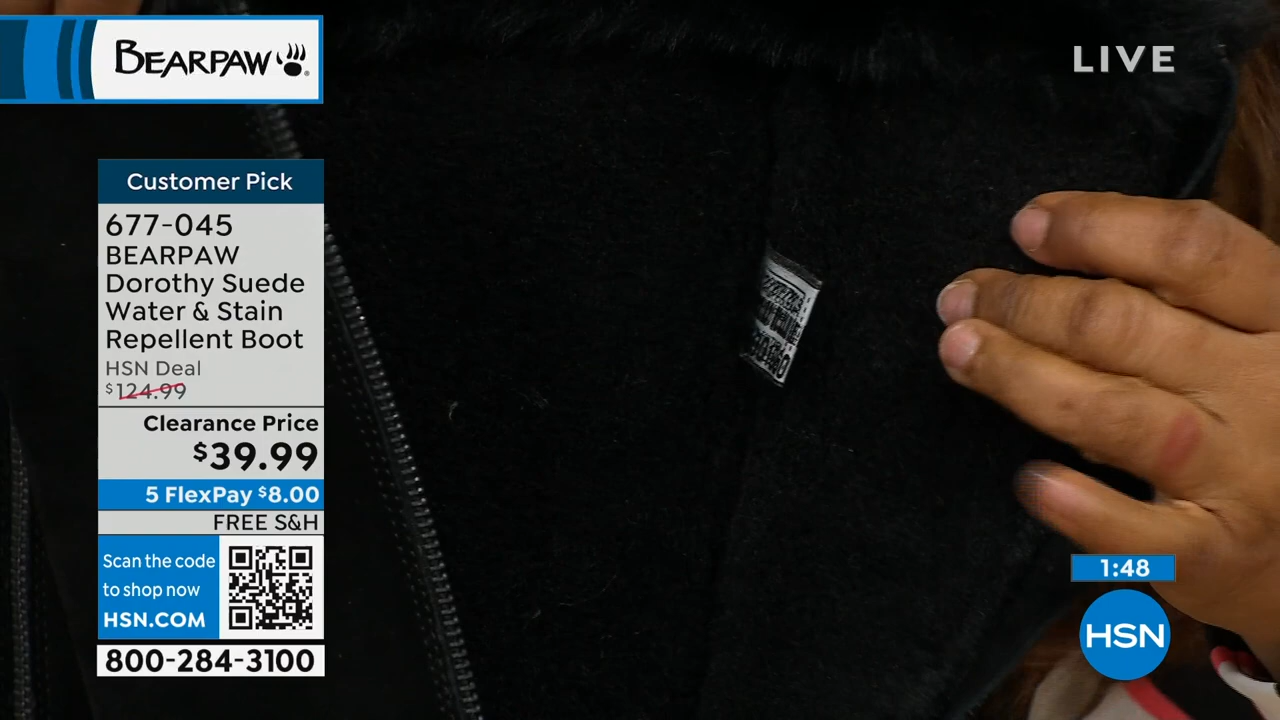 BEARPAW
LIVE
Customer Pick
677-045
BEARPAW
Dorothy Suede
Water & Stain
Repellent Boot
HSN Deal
$124.99
Clearance Price
$39.99
5 FlexPay $8.00
FREE S&H
Scan the code
to shop now
HSN.COM
800-284-3100
1:48
HSN